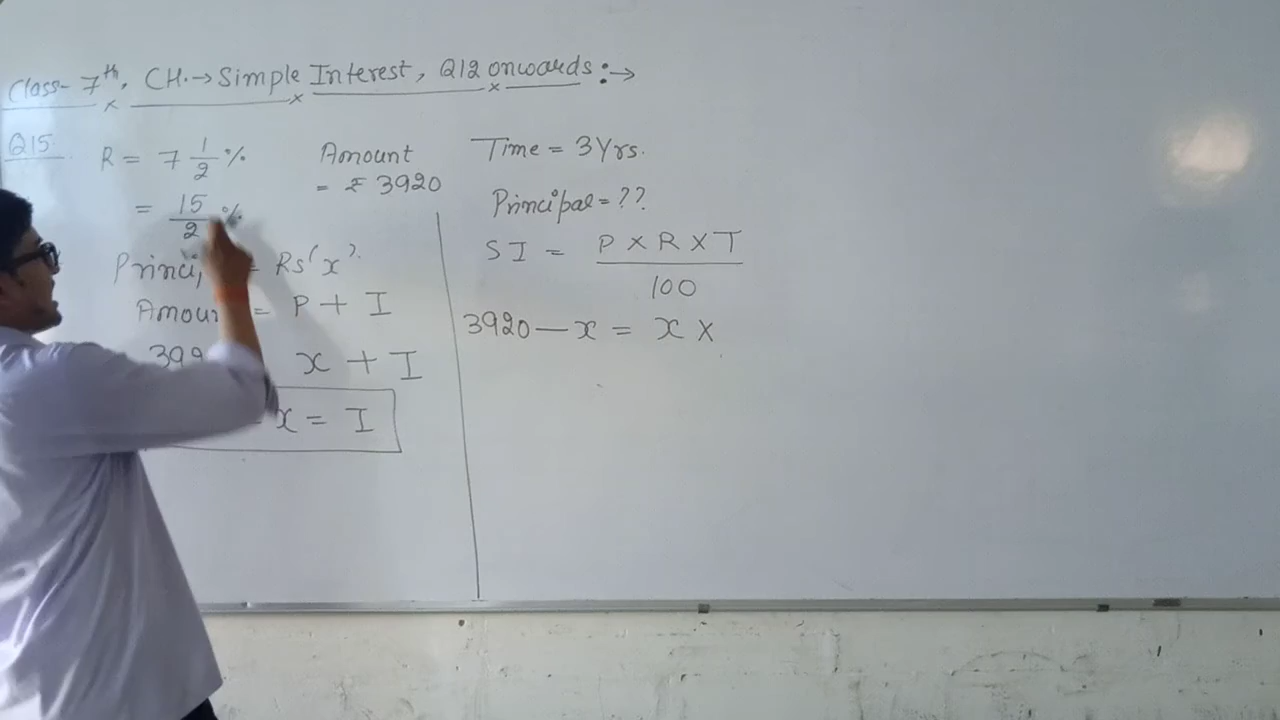 Class- 7th, CH.→ Simple Interest, Q12 onwards :→
Q15
R = 7 1/2 %
= 15/2 %
Amount
= ₹ 3920
Time = 3 Yrs.
Principal = ??
= Rs 'x'
= P + I
x + I
x = I
SI = P × R × T / 100
3920 — x = x ×